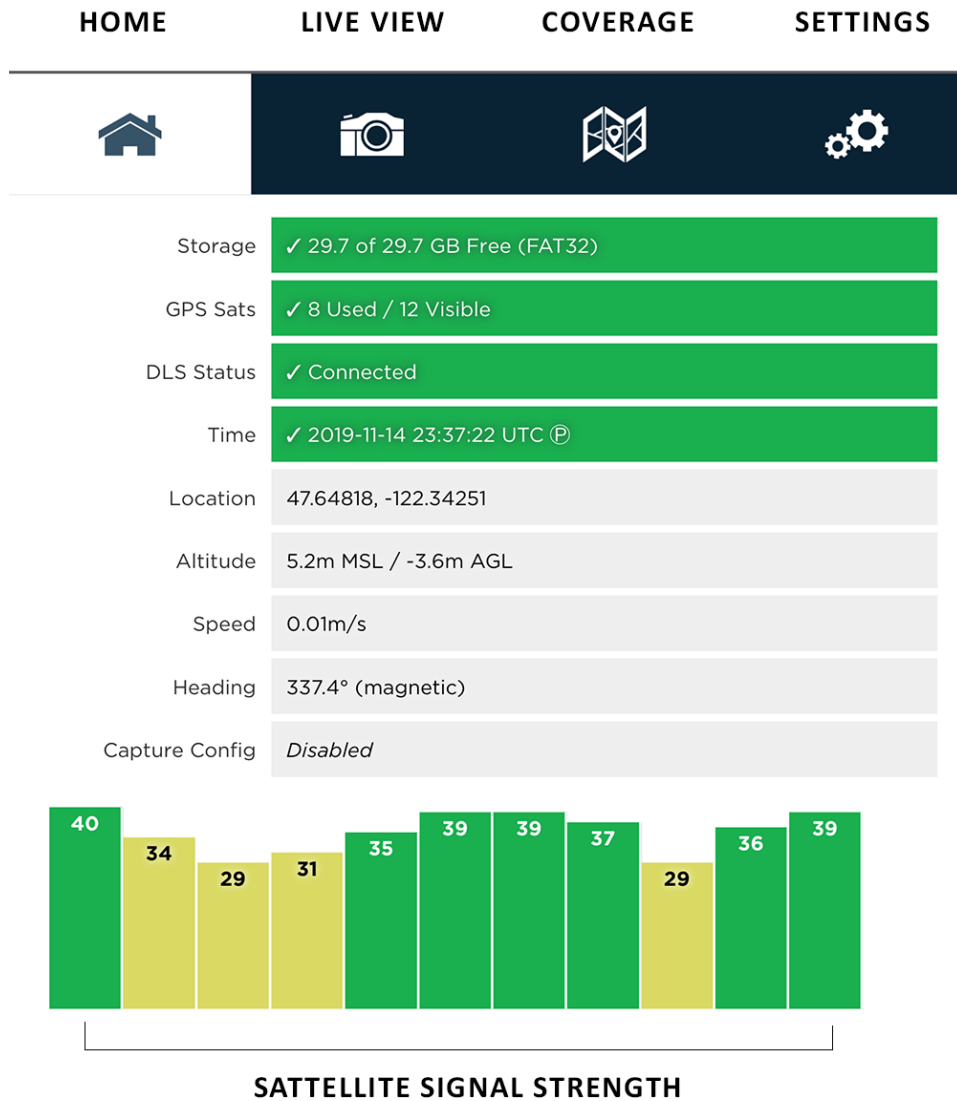 HOME LIVE VIEW COVERAGE SETTINGS
Storage ✓ 29.7 of 29.7 GB Free (FAT32)
GPS Sats ✓ 8 Used / 12 Visible
DLS Status ✓ Connected
Time ✓ 2019-11-14 23:37:22 UTC Ⓟ
Location 47.64818, -122.34251
Altitude 5.2m MSL / -3.6m AGL
Speed 0.01m/s
Heading 337.4° (magnetic)
Capture Config Disabled
40 34 29 31 35 39 39 37 29 36 39
SATTELLITE SIGNAL STRENGTH